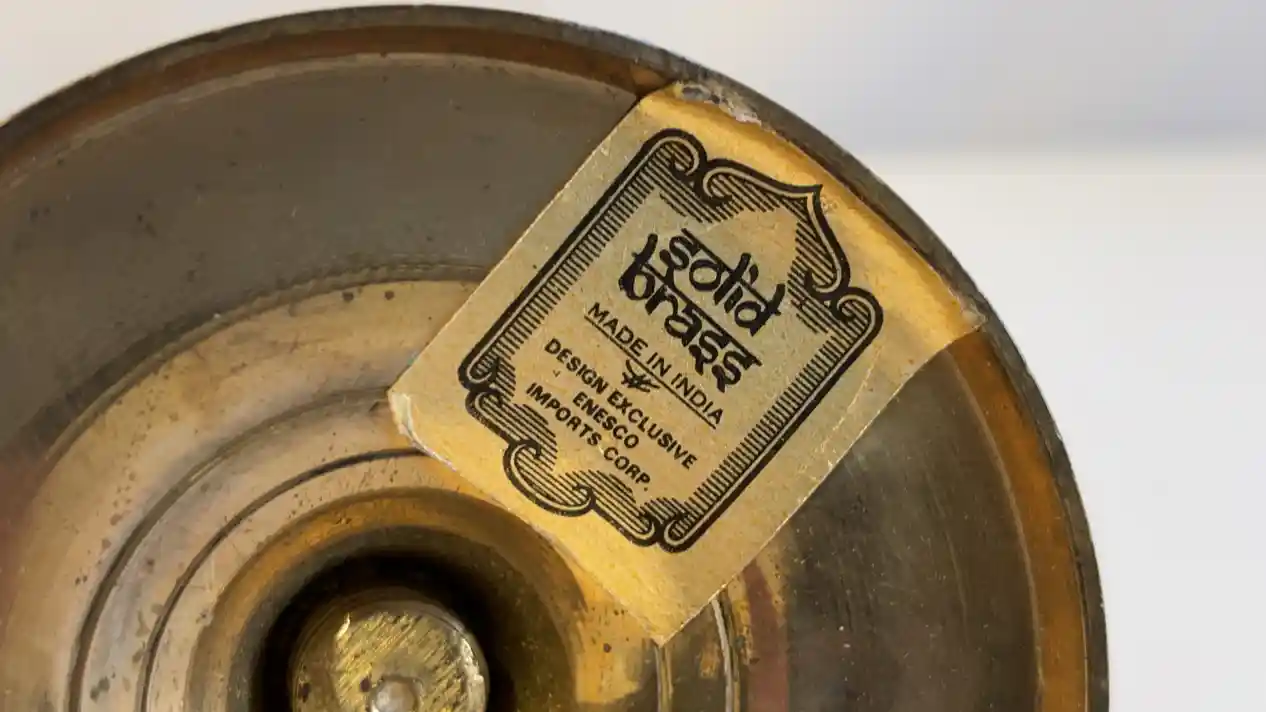 solid
brass
MADE IN INDIA
DESIGN EXCLUSIVE
ENESCO
IMPORTS CORP.